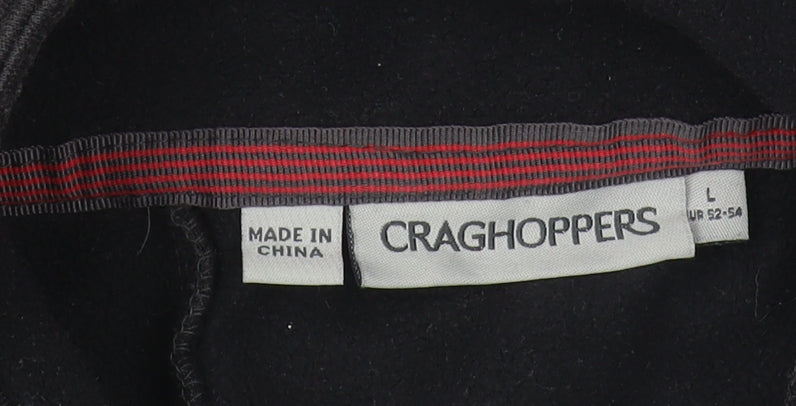 MADE IN
CHINA
CRAGHOPPERS
L
UR 52-54